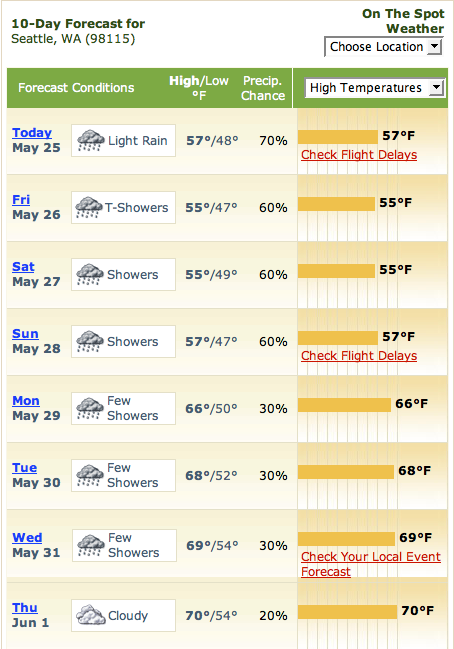 10-Day Forecast for
Seattle, WA (98115)
On The Spot
Weather
Choose Location
Forecast Conditions
High/Low
°F
Precip.
Chance
High Temperatures
Today
May 25
Light Rain
57°/48°
70%
57°F
Check Flight Delays
Fri
May 26
T-Showers
55°/47°
60%
55°F
Sat
May 27
Showers
55°/49°
60%
55°F
Sun
May 28
Showers
57°/47°
60%
57°F
Check Flight Delays
Mon
May 29
Few
Showers
66°/50°
30%
66°F
Tue
May 30
Few
Showers
68°/52°
30%
68°F
Wed
May 31
Few
Showers
69°/54°
30%
69°F
Check Your Local Event
Forecast
Thu
Jun 1
Cloudy
70°/54°
20%
70°F